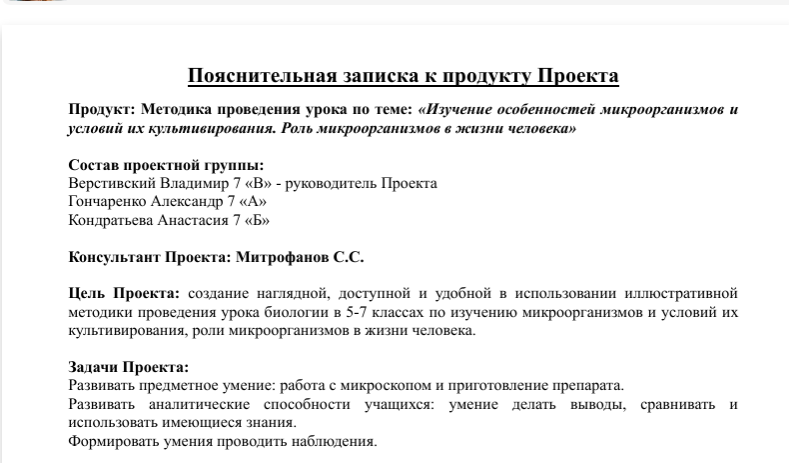 Пояснительная записка к продукту Проекта
Продукт: Методика проведения урока по теме: «Изучение особенностей микроорганизмов и
условий их культивирования. Роль микроорганизмов в жизни человека»
Состав проектной группы:
Верстивский Владимир 7 «В» - руководитель Проекта
Гончаренко Александр 7 «А»
Кондратьева Анастасия 7 «Б»
Консультант Проекта: Митрофанов С.С.
Цель Проекта: создание наглядной, доступной и удобной в использовании иллюстративной
методики проведения урока биологии в 5-7 классах по изучению микроорганизмов и условий их
культивирования, роли микроорганизмов в жизни человека.
Задачи Проекта:
Развивать предметное умение: работа с микроскопом и приготовление препарата.
Развивать аналитические способности учащихся: умение делать выводы, сравнивать и
использовать имеющиеся знания.
Формировать умения проводить наблюдения.